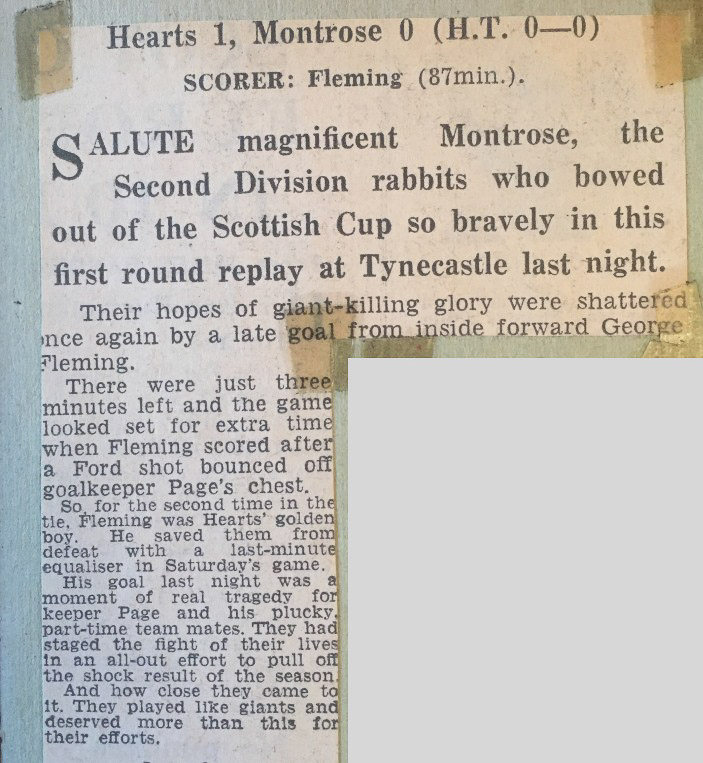 Hearts 1, Montrose 0 (H.T. 0—0)
SCORER: Fleming (87min.).
SALUTE magnificent Montrose, the
Second Division rabbits who bowed
out of the Scottish Cup so bravely in this
first round replay at Tynecastle last night.
Their hopes of giant-killing glory were shattered
once again by a late goal from inside forward George
Fleming.
There were just three
minutes left and the game
looked set for extra time
when Fleming scored after
a Ford shot bounced off
goalkeeper Page's chest.
So, for the second time in the
tie, Fleming was Hearts' golden
boy. He saved them from
defeat with a last-minute
equaliser in Saturday's game.
His goal last night was a
moment of real tragedy for
keeper Page and his plucky,
part-time team mates. They had
staged the fight of their lives
in an all-out effort to pull off
the shock result of the season.
And how close they came to
it. They played like giants and
deserved more than this for
their efforts.